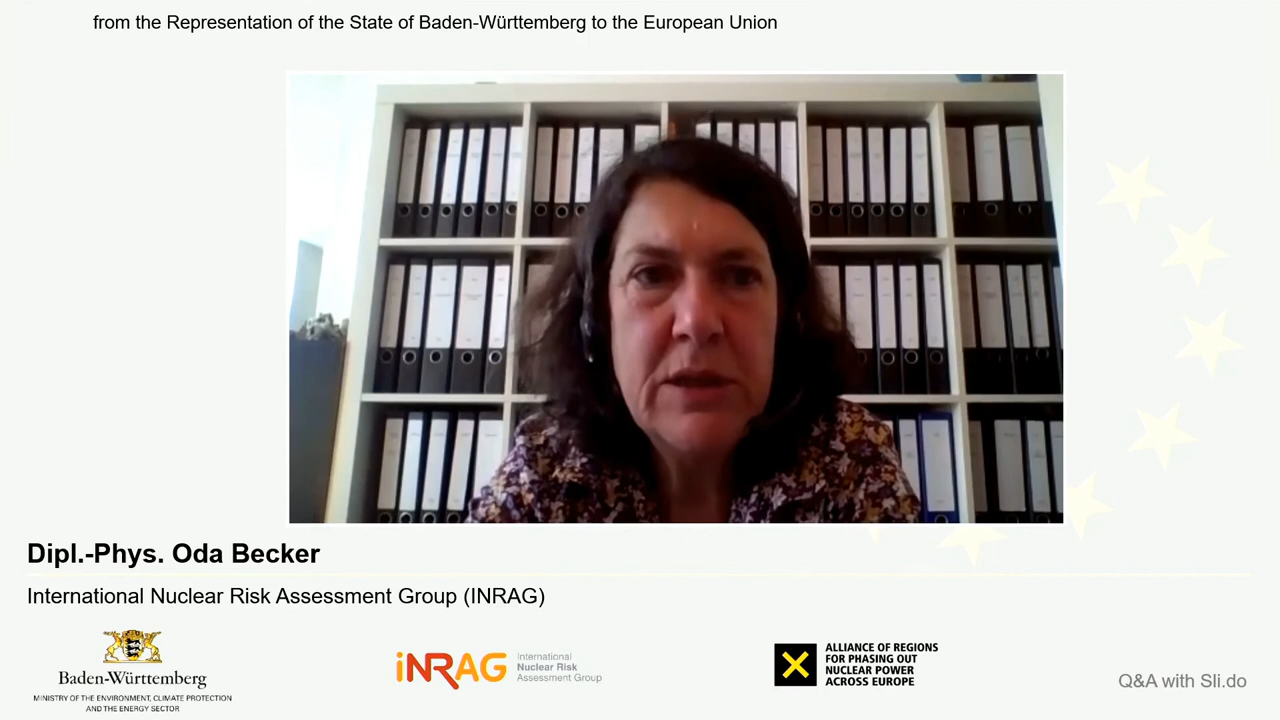 from the Representation of the State of Baden-Württemberg to the European Union
Dipl.-Phys. Oda Becker
International Nuclear Risk Assessment Group (INRAG)
Baden-Württemberg
MINISTRY OF THE ENVIRONMENT, CLIMATE PROTECTION
AND THE ENERGY SECTOR
iNRAG
International
Nuclear Risk
Assessment Group
ALLIANCE OF REGIONS
FOR PHASING OUT
NUCLEAR POWER
ACROSS EUROPE
Q&A with Sli.do